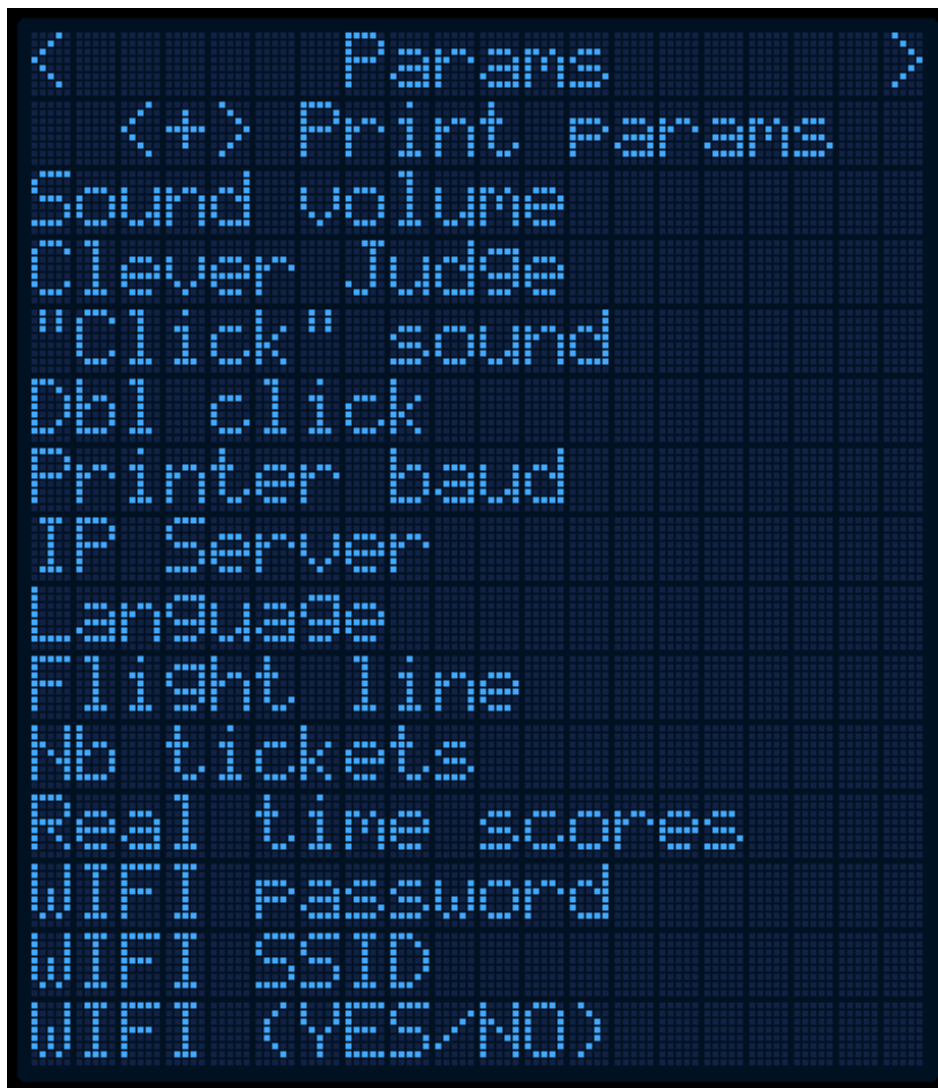 < Params >
<+> Print params
Sound volume
Clever Judge
"Click" sound
Dbl click
Printer baud
IP Server
Language
Flight line
Nb tickets
Real time scores
WIFI password
WIFI SSID
WIFI (YES/NO)